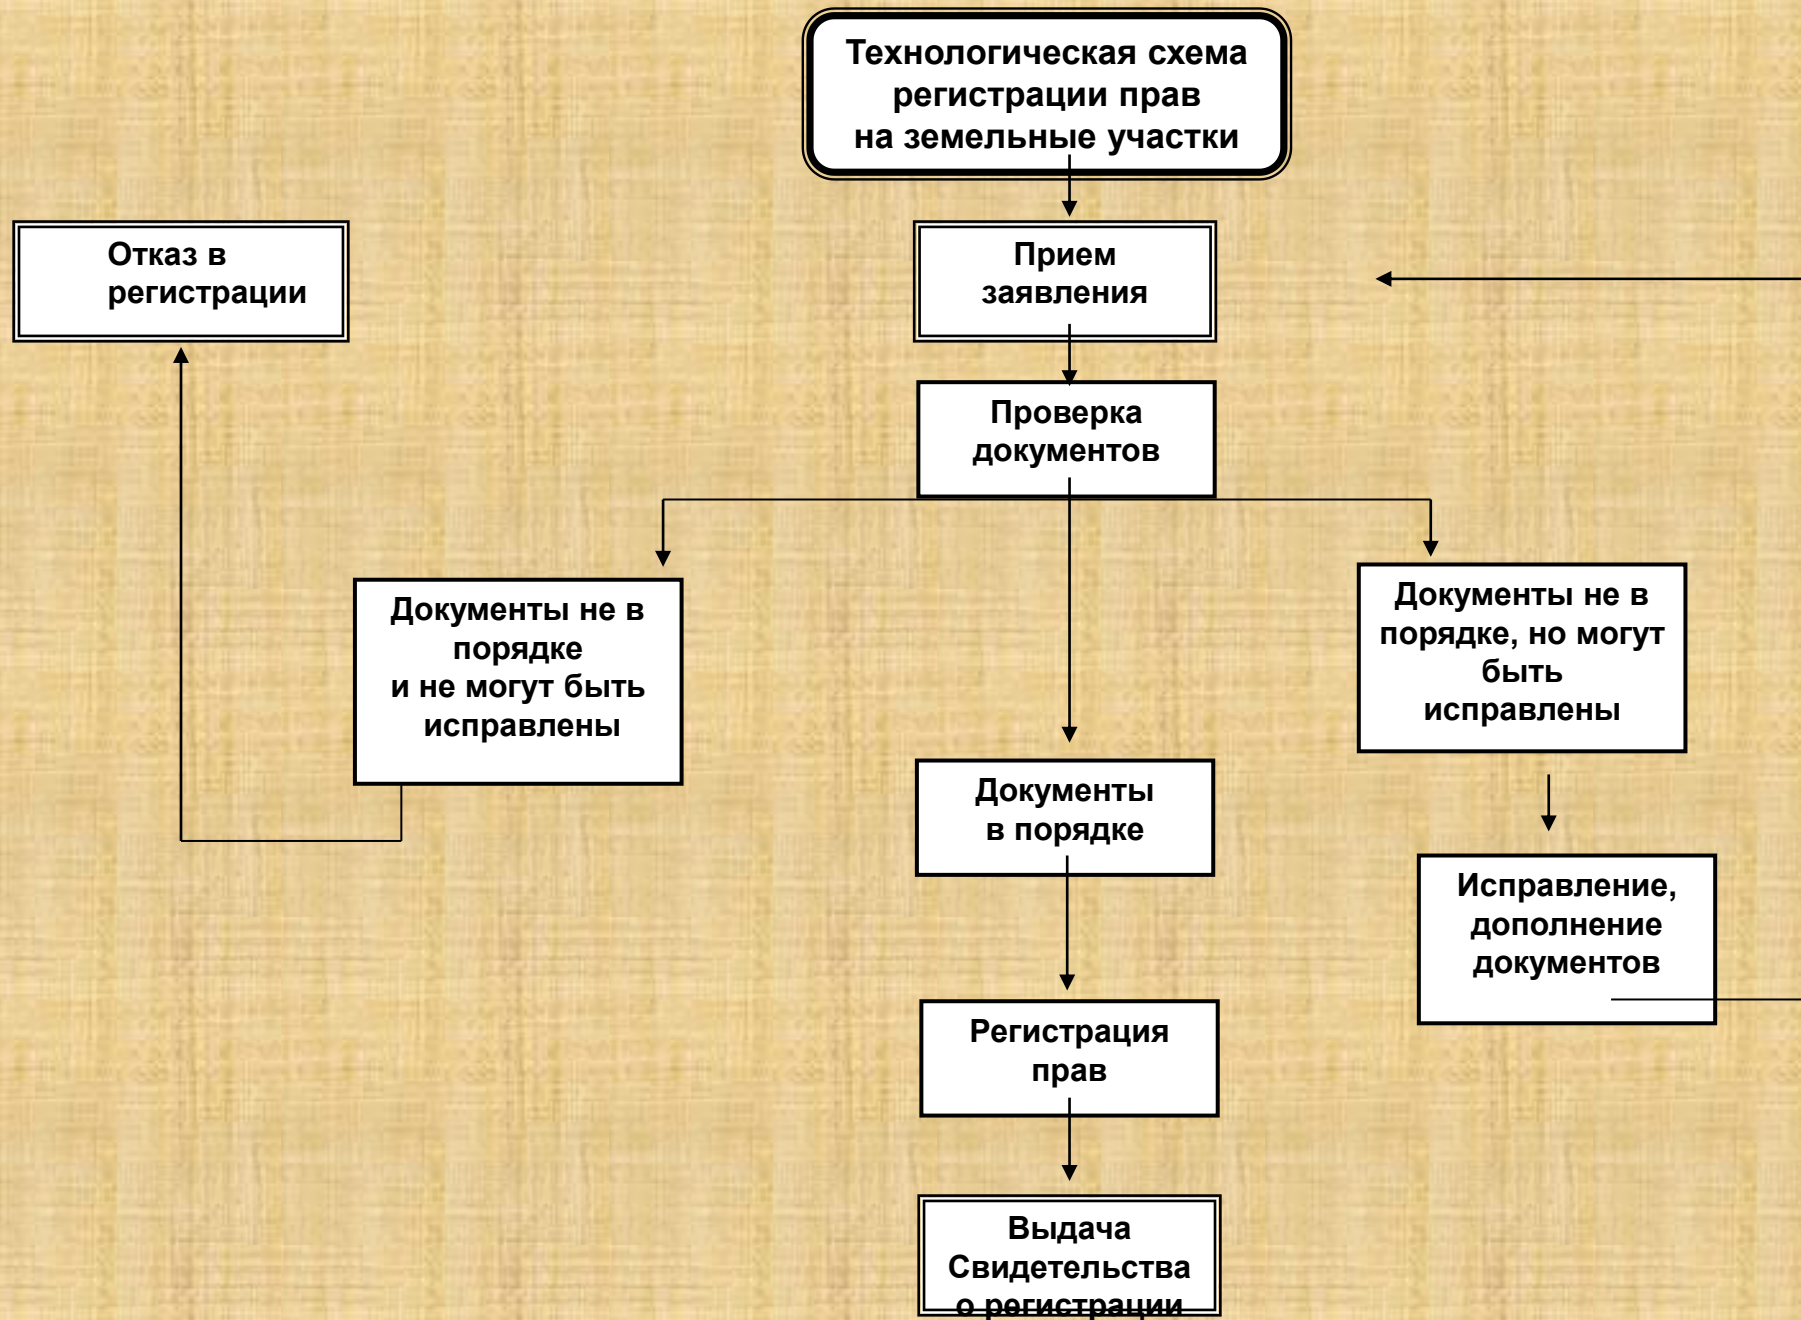 Технологическая схема
регистрации прав
на земельные участки
Отказ в
регистрации
Прием
заявления
Проверка
документов
Документы не в
порядке
и не могут быть
исправлены
Документы не в
порядке, но могут
быть
исправлены
Документы
в порядке
Исправление,
дополнение
документов
Регистрация
прав
Выдача
Свидетельства
о регистрации